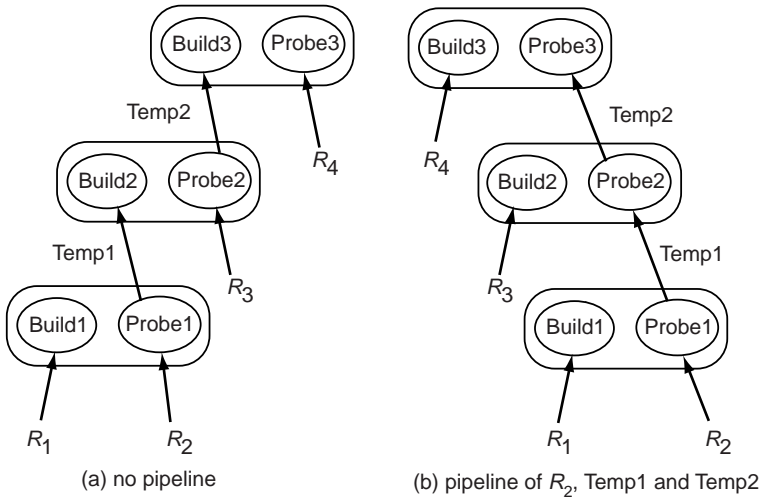 Build3 Probe3
Temp2
R4
Build2 Probe2
Temp1
R3
Build1 Probe1
R1 R2
(a) no pipeline
Build3 Probe3
Temp2
R4
Build2 Probe2
Temp1
R3
Build1 Probe1
R1 R2
(b) pipeline of R2, Temp1 and Temp2